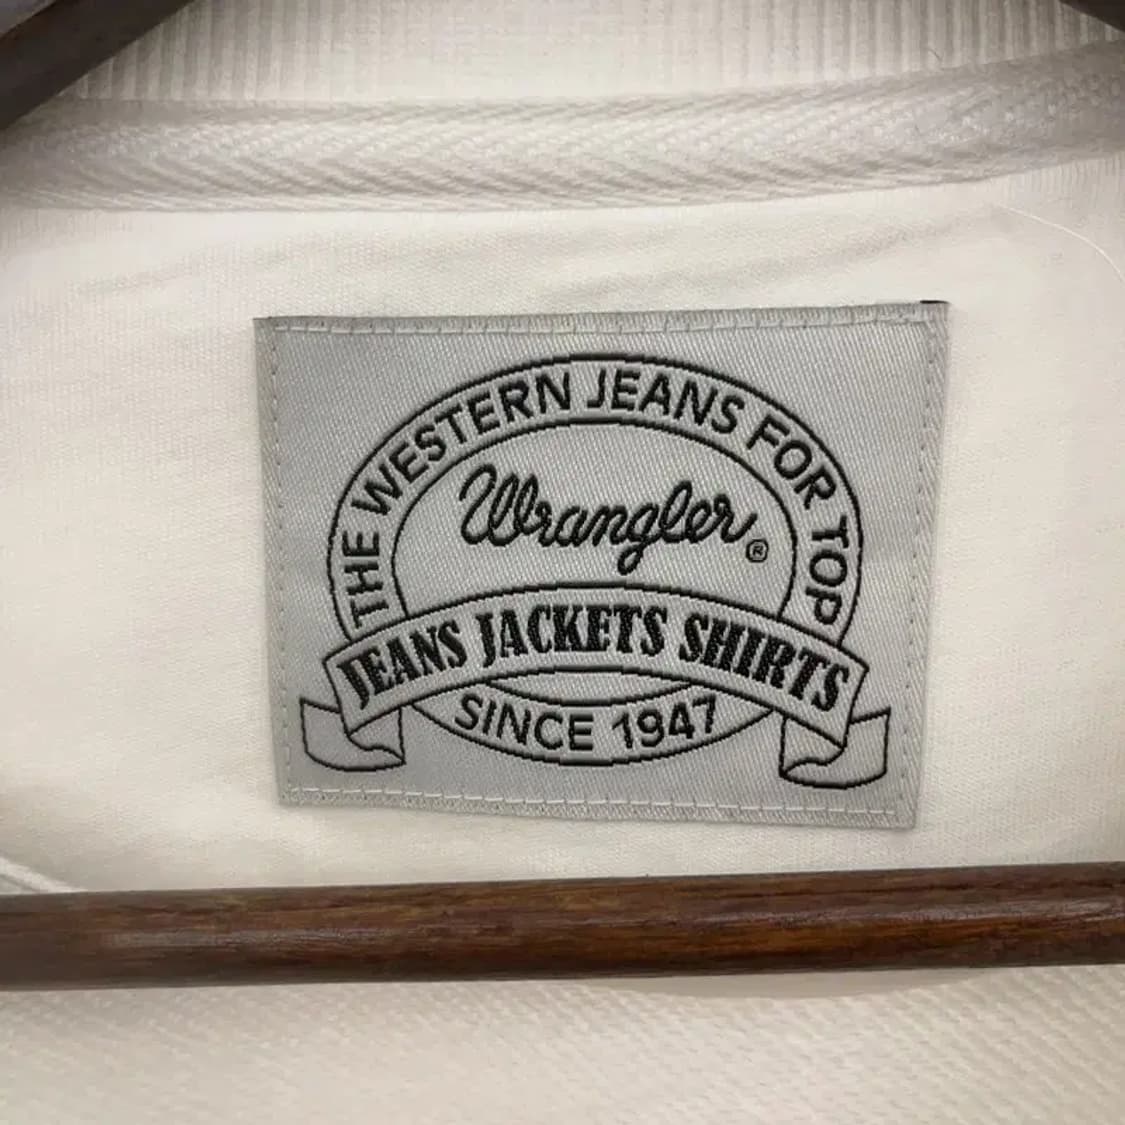 THE WESTERN JEANS FOR TOP
Wrangler®
JEANS JACKETS SHIRTS
SINCE 1947